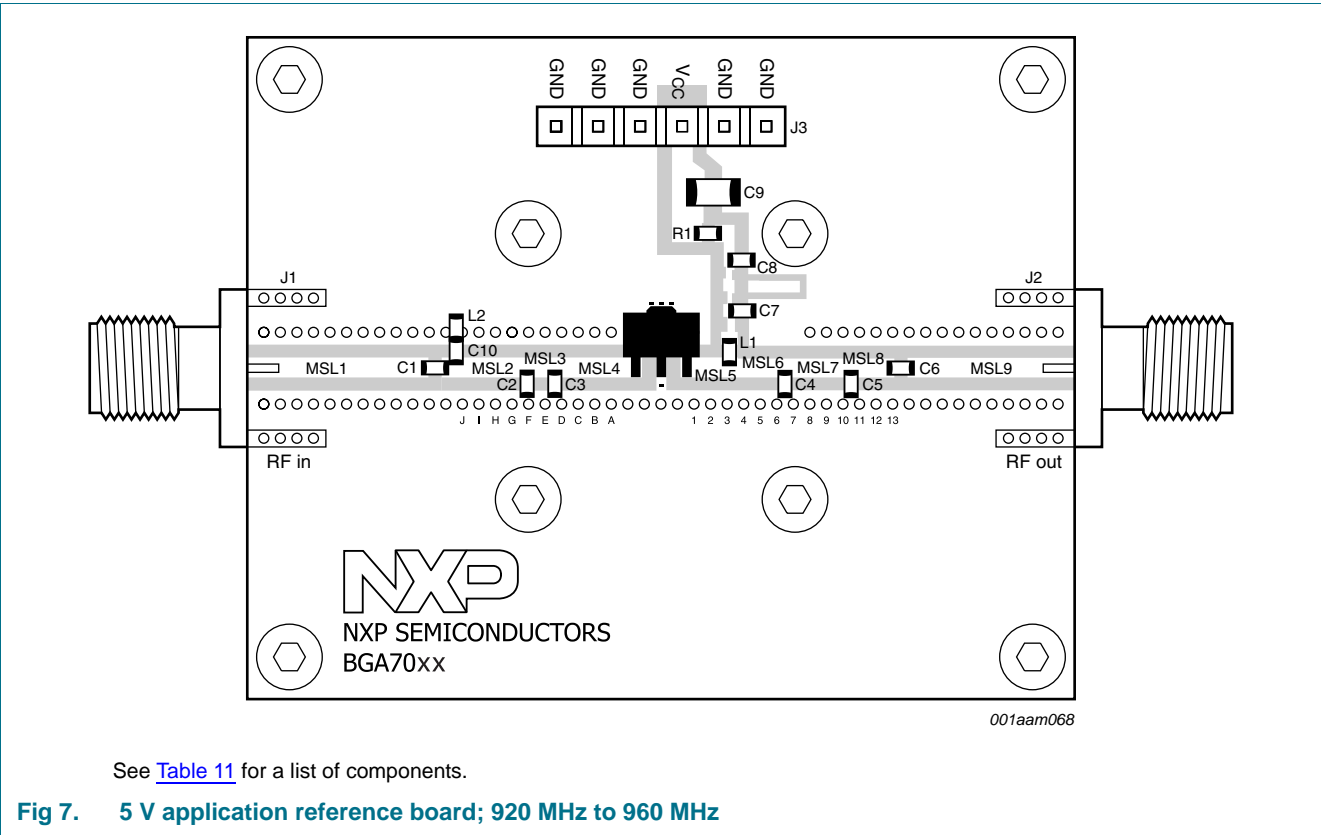 GND GND GND VCC GND GND
J3
C9
R1
C8
J1
J2
C7
L2
L1
C10
MSL1
C1
MSL2
MSL3
MSL4
MSL5
MSL6
MSL7
MSL8
C6
MSL9
C2
C3
C4
C5
J I H G F E D C B A
1 2 3 4 5 6 7 8 9 10 11 12 13
RF in
RF out
NXP
NXP SEMICONDUCTORS
BGA70xx
001aam068
See Table 11 for a list of components.
Fig 7. 5 V application reference board; 920 MHz to 960 MHz